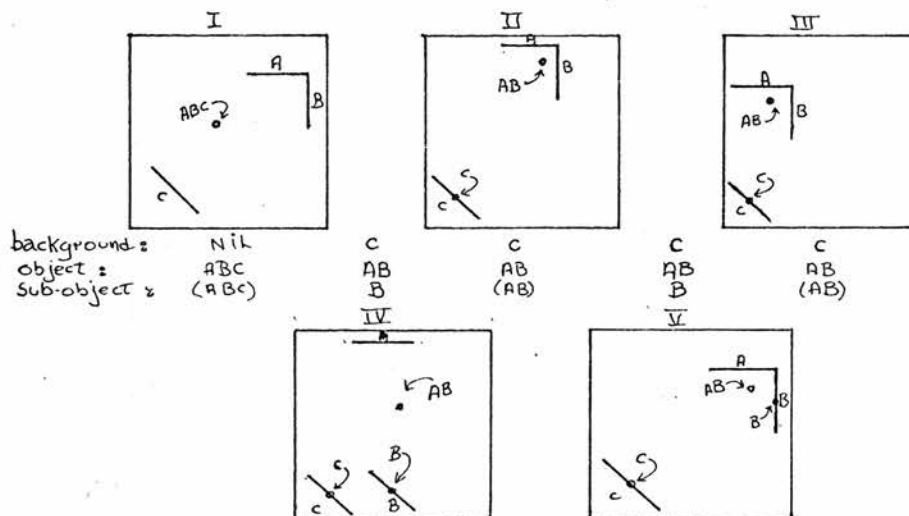 I II III
A A A
B B B
ABC AB AB
C C C
C C
background: Nil C C C C
object: ABC AB AB AB AB
Sub-object: (ABC) B (AB) B (AB)
IV V
A A
AB AB B
B
C B C
C B C